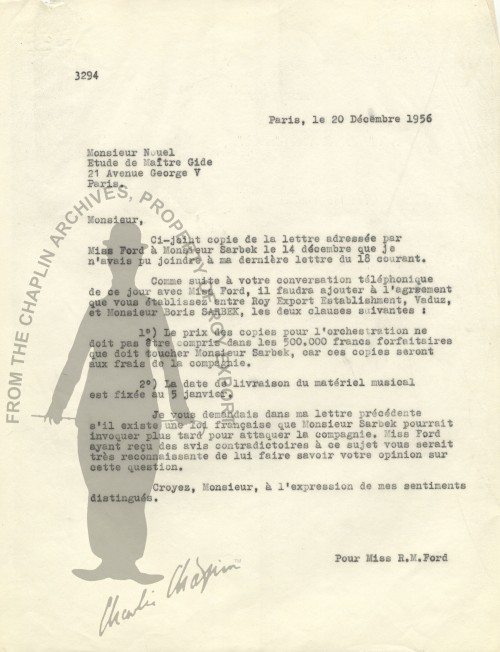 3294
Paris, le 20 Décembre 1956
Monsieur Nouel
Etude de Maître Gide
21 Avenue George V
Paris.
Monsieur,
Ci-joint copie de la lettre adressée par
Miss Ford à Monsieur Sarbek le 14 décembre que je
n'avais pu joindre à ma dernière lettre du 18 courant.
Comme suite à votre conversation téléphonique
de ce jour avec Miss Ford, il faudra ajouter à l'agreement
que vous établissez entre Roy Export Establishment, Vaduz,
et Monsieur Boris SARBEK, les deux clauses suivantes :
1°) Le prix des copies pour l'orchestration ne
doit pas être compris dans les 500,000 francs forfaitaires
que doit toucher Monsieur Sarbek, car ces copies seront
aux frais de la compagnie.
2°) La date de livraison du matériel musical
est fixée au 5 janvier.
Je vous demandais dans ma lettre précédente
s'il existe une loi française que Monsieur Sarbek pourrait
invoquer plus tard pour attaquer la compagnie. Miss Ford
ayant reçu des avis contradictoires à ce sujet vous serait
très reconnaissante de lui faire savoir votre opinion sur
cette question.
Croyez, Monsieur, à l'expression de mes sentiments
distingués.
Pour Miss R.M.Ford
FROM THE CHAPLIN ARCHIVES, PROPERTY OF ROY EXPORT
Charlie Chaplin